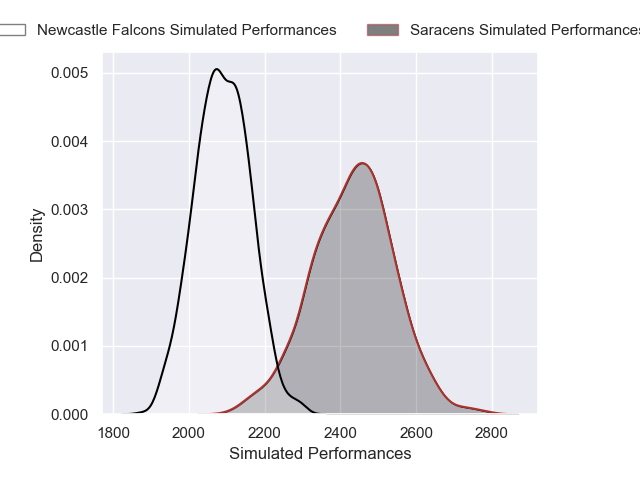 Newcastle Falcons Simulated Performances
Saracens Simulated Performances
0.005
0.004
0.003
0.002
0.001
0.000
Density
1800 2000 2200 2400 2600 2800
Simulated Performances